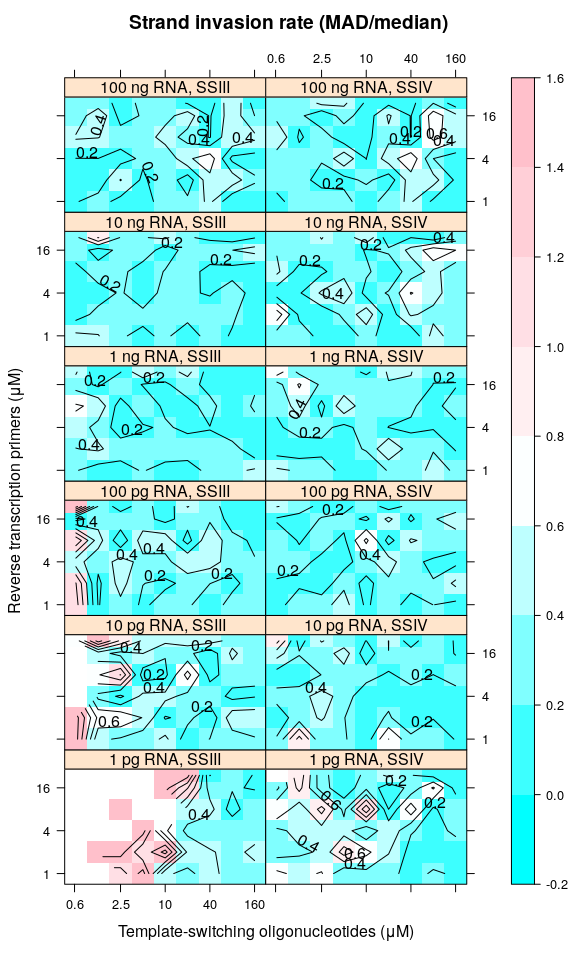 Strand invasion rate (MAD/median)
0.6 2.5 10 40 160
100 ng RNA, SSIII 100 ng RNA, SSIV
0.4 0.2 0.4 0.4 0.2 0.2
0.2 0.6 0.4 0.4 0.2
16
4
1
10 ng RNA, SSIII 10 ng RNA, SSIV
0.2 0.2 0.2
0.4 0.2 0.2 0.4
16
4
1
1 ng RNA, SSIII 1 ng RNA, SSIV
0.2 0.2 0.2 0.4
0.2 0.4 0.2
16
4
1
100 pg RNA, SSIII 100 pg RNA, SSIV
0.4 0.4 0.4 0.2 0.2
0.2 0.4 0.2
16
4
1
10 pg RNA, SSIII 10 pg RNA, SSIV
0.4 0.2 0.2 0.4 0.2 0.6
0.2 0.4 0.2
16
4
1
1 pg RNA, SSIII 1 pg RNA, SSIV
0.4
0.2 0.6 0.2 0.4 0.6 0.4
16
4
1
0.6 2.5 10 40 160
Template-switching oligonucleotides (µM)
Reverse transcription primers (µM)
1.6
1.4
1.2
1.0
0.8
0.6
0.4
0.2
0.0
-0.2